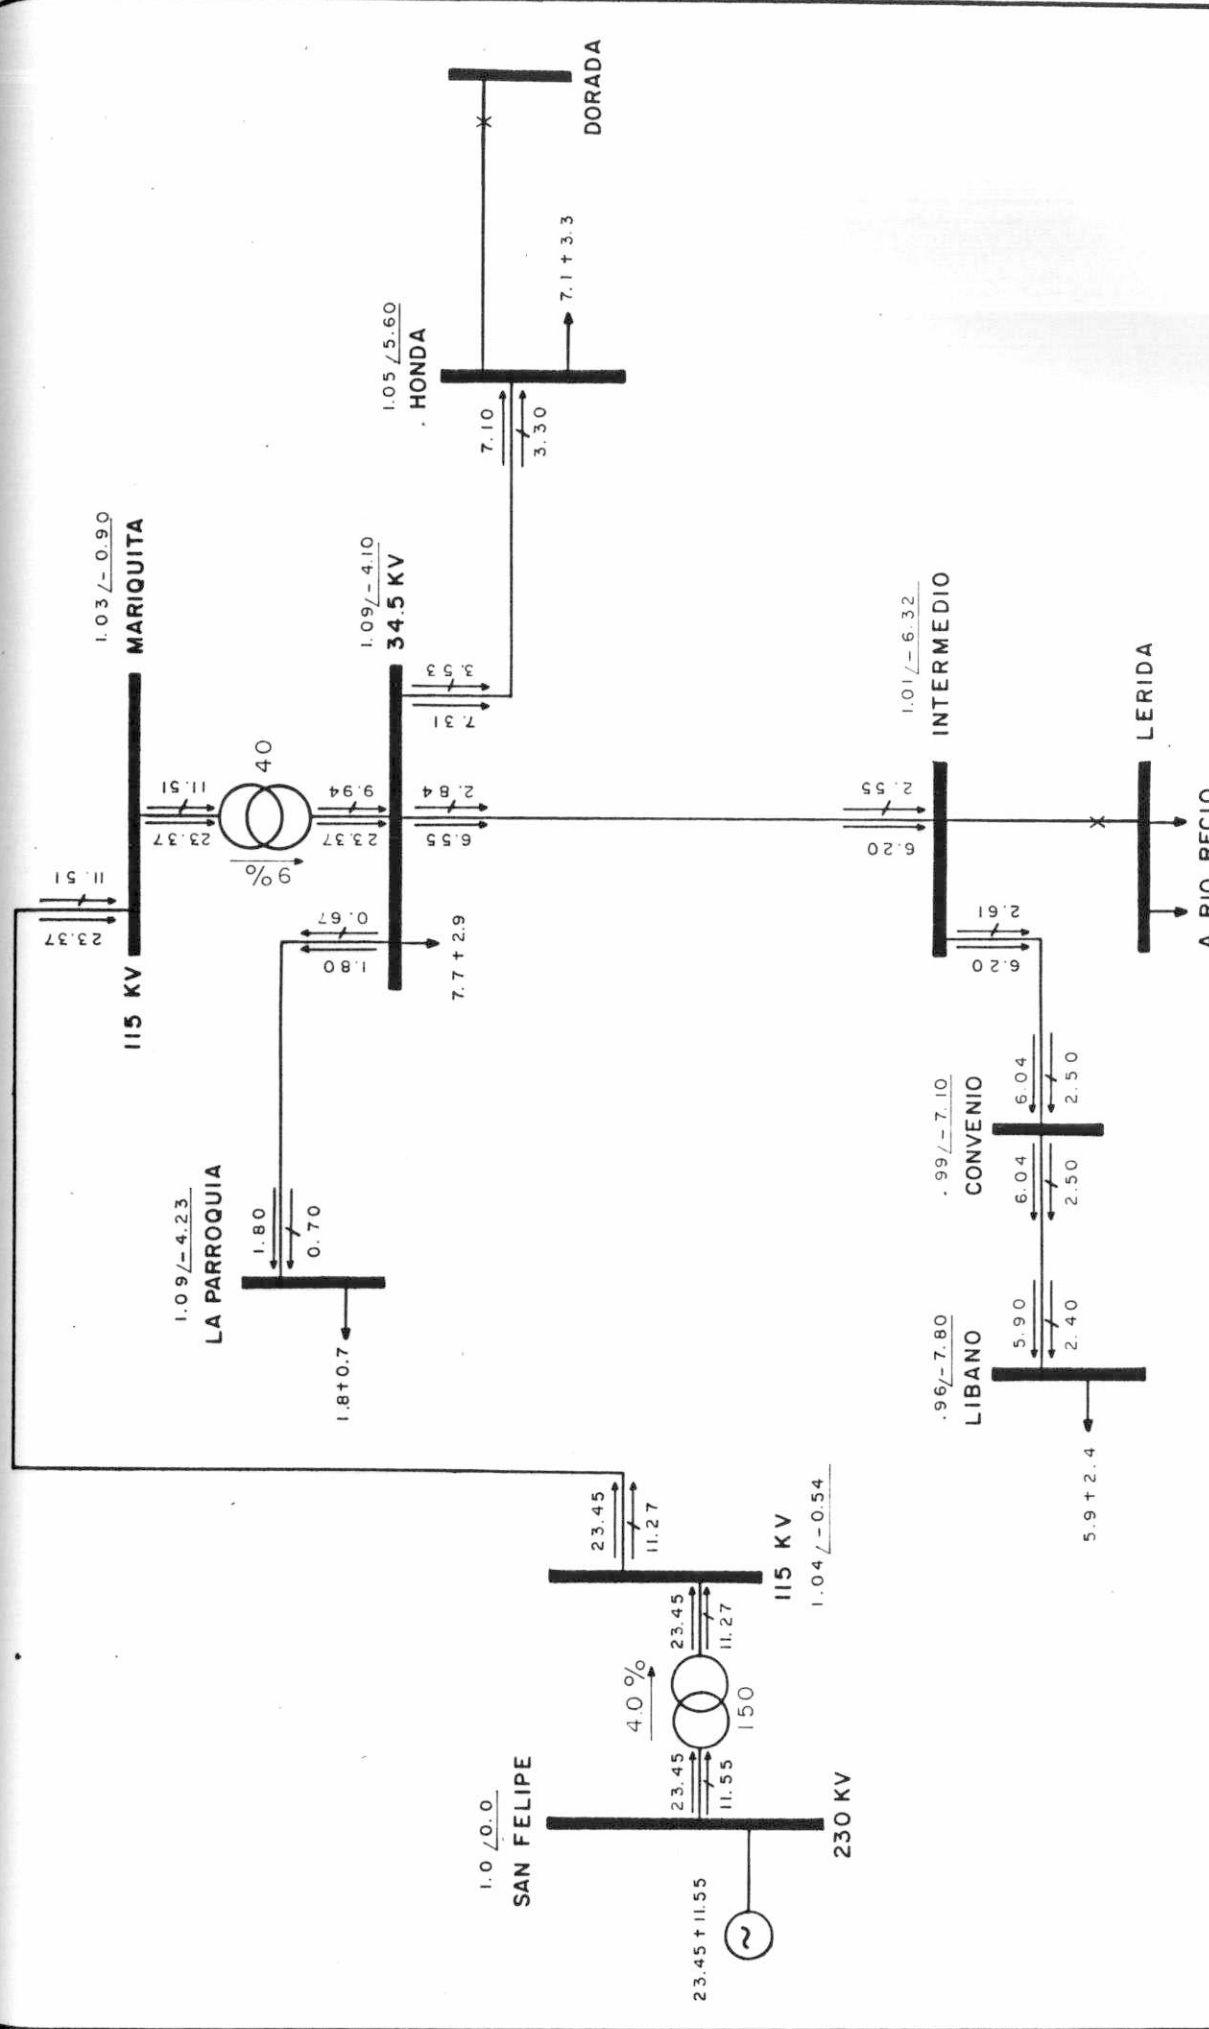 DORADA
1.05 /5.60
HONDA
7.1 + 3.3
7.10
3.30
1.03 /- 0.90
MARIQUITA
115 KV
23.37
11.51
23.37
11.51
40
9%
23.37
9.94
1.09/- 4.10
34.5 KV
7.31
3.53
6.55
2.84
1.80
0.67
7.7 + 2.9
1.09/- 4.23
LA PARROQUIA
1.80
0.70
1.8+0.7
1.01/- 6.32
INTERMEDIO
6.20
2.55
6.20
2.61
LERIDA
A RIO RECIO
.99/- 7.10
CONVENIO
6.04
2.50
6.04
2.50
.96/- 7.80
LIBANO
5.90
2.40
5.9 + 2.4
23.45
11.27
115 KV
1.04 /-0.54
23.45
11.27
4.0 %
150
23.45
11.55
1.0 /0.0
SAN FELIPE
230 KV
23.45 + 11.55
~